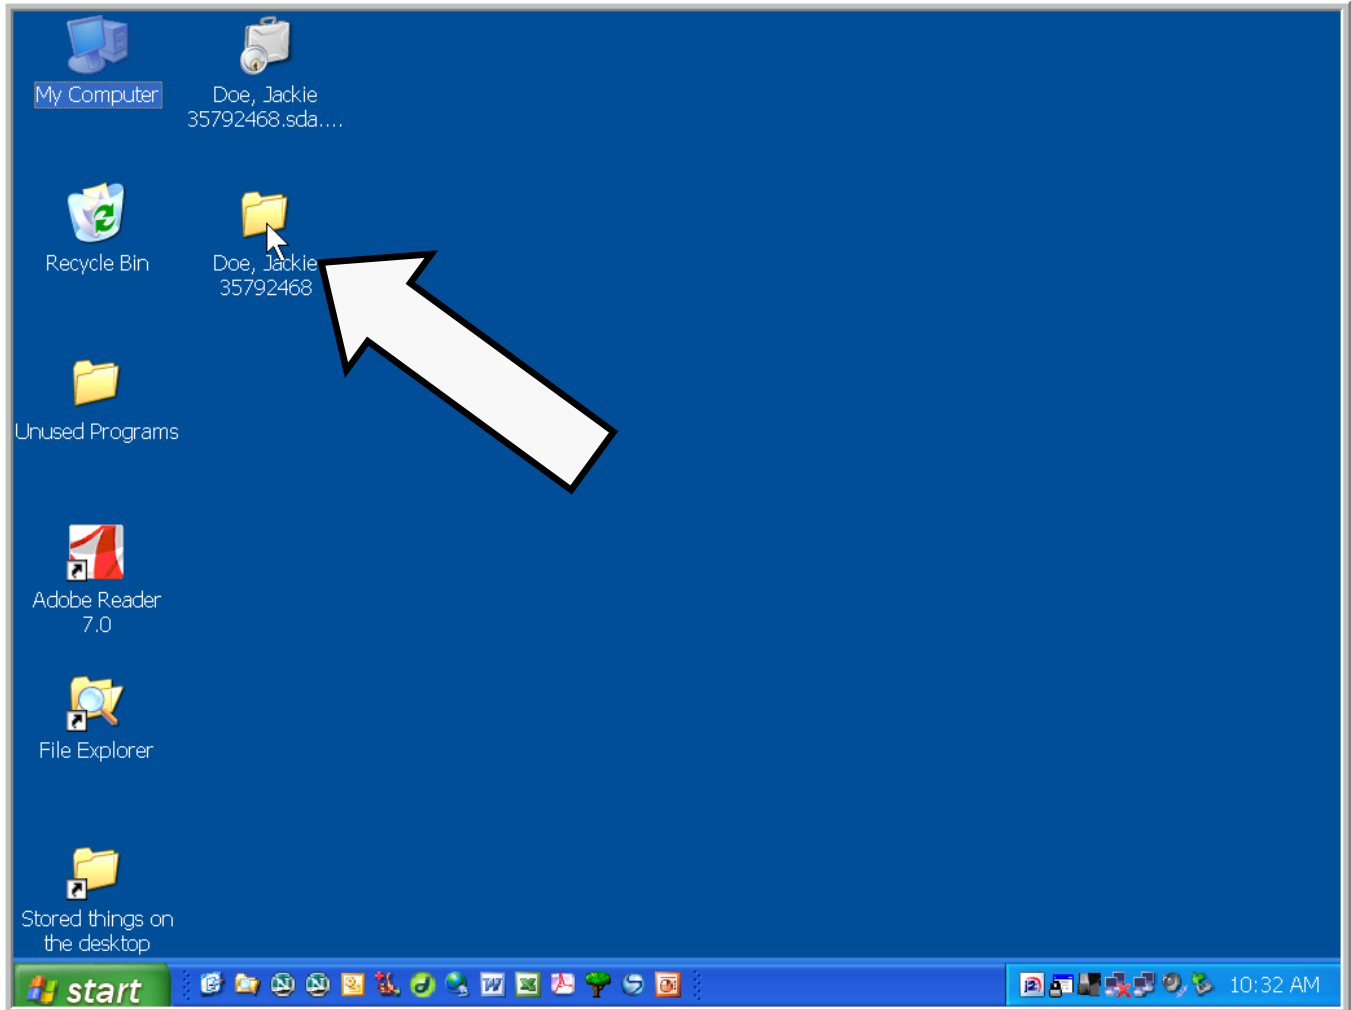 My Computer
Doe, Jackie
35792468.sda....
Recycle Bin
Doe, Jackie
35792468
Unused Programs
Adobe Reader
7.0
File Explorer
Stored things on
the desktop
start
10:32 AM